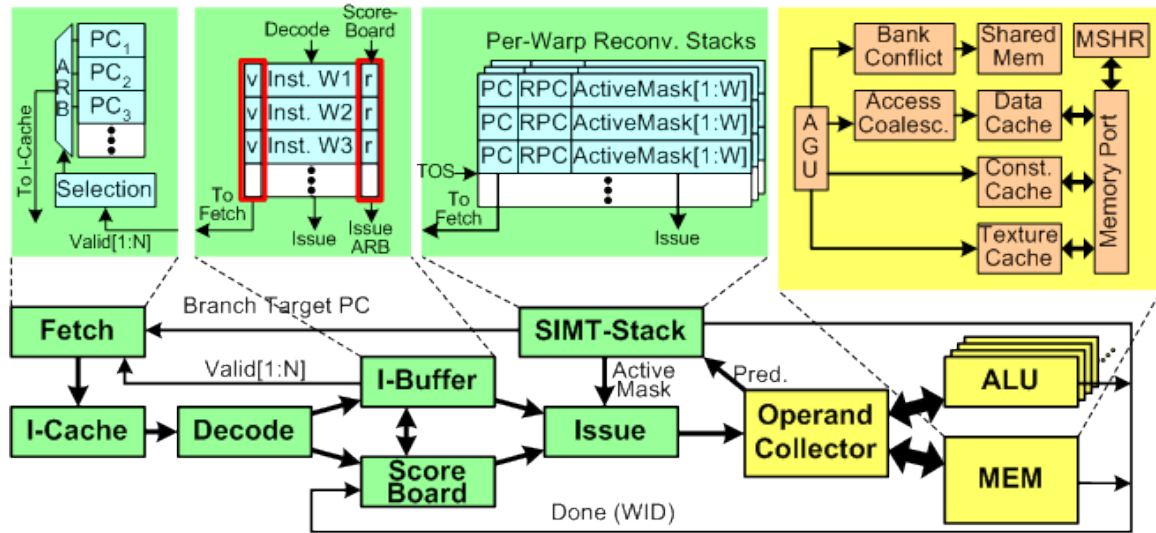 PC1
PC2
PC3
ARB
Selection
To I-Cache
Valid[1:N]
Decode
Score-
Board
v Inst. W1 r
v Inst. W2 r
v Inst. W3 r
To
Fetch
Issue
Issue
ARB
Per-Warp Reconv. Stacks
PC RPC ActiveMask[1:W]
PC RPC ActiveMask[1:W]
PC RPC ActiveMask[1:W]
TOS
To
Fetch
Issue
AGU
Bank
Conflict
Shared
Mem
MSHR
Access
Coalesc.
Data
Cache
Const.
Cache
Texture
Cache
Memory Port
Branch Target PC
Fetch
SIMT-Stack
Valid[1:N]
I-Buffer
Active
Mask
Pred.
ALU
I-Cache
Decode
Issue
Operand
Collector
Score
Board
MEM
Done (WID)